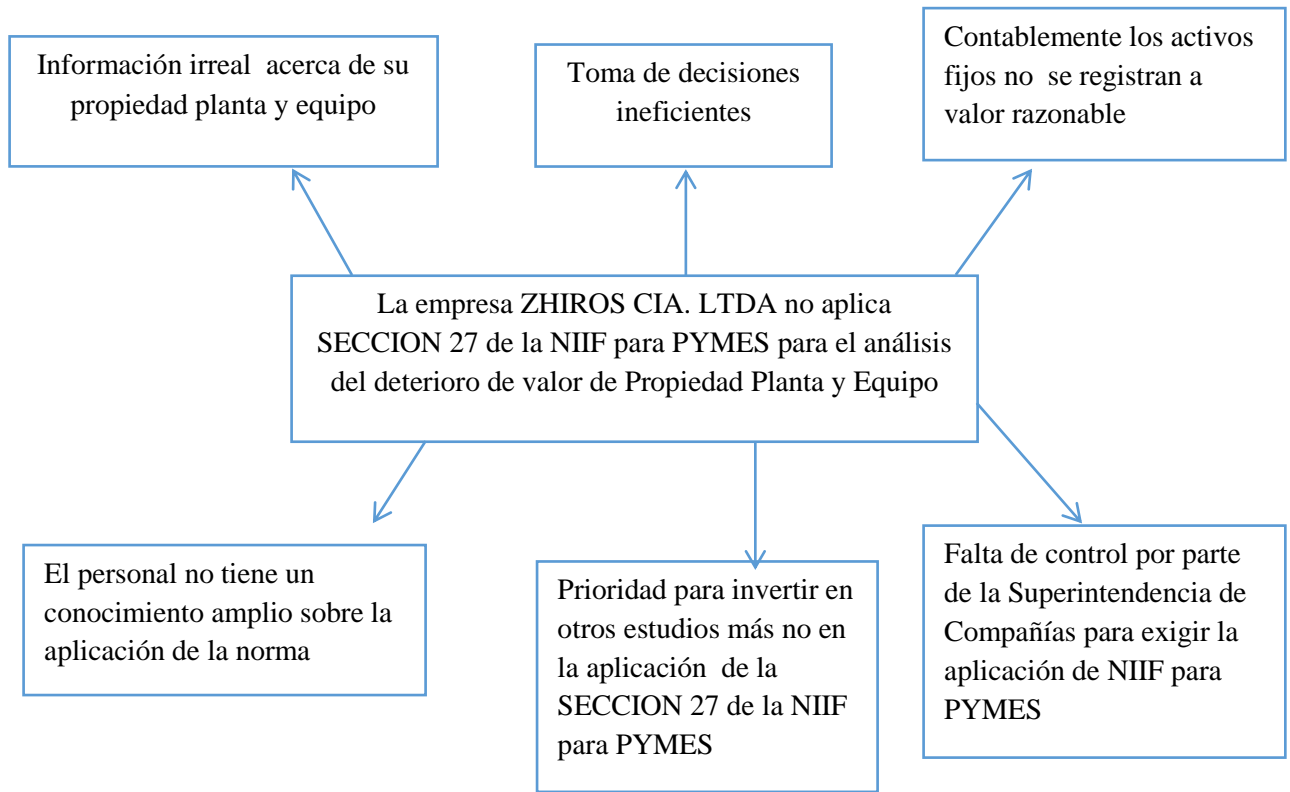 Información irreal acerca de su
propiedad planta y equipo
Toma de decisiones
ineficientes
Contablemente los activos
fijos no se registran a
valor razonable
La empresa ZHIROS CIA. LTDA no aplica
SECCION 27 de la NIIF para PYMES para el análisis
del deterioro de valor de Propiedad Planta y Equipo
El personal no tiene un
conocimiento amplio sobre la
aplicación de la norma
Prioridad para invertir en
otros estudios más no en
la aplicación de la
SECCION 27 de la NIIF
para PYMES
Falta de control por parte
de la Superintendencia de
Compañías para exigir la
aplicación de NIIF para
PYMES